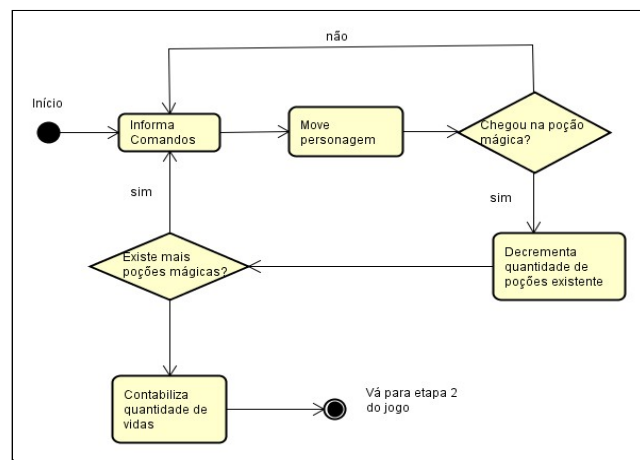 não
Início
Informa
Comandos
Move
personagem
Chegou na poção
mágica?
sim
sim
Existe mais
poções mágicas?
Decrementa
quantidade de
poções existente
Contabiliza
quantidade de
vidas
Vá para etapa 2
do jogo